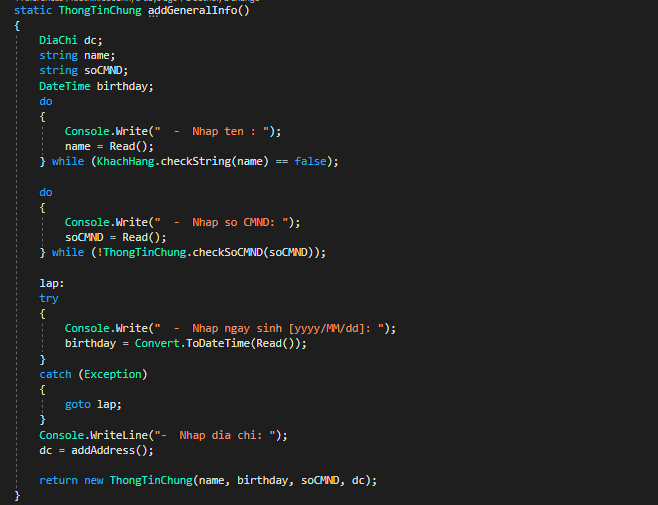 static ThongTinChung addGeneralInfo()
{
DiaChi dc;
string name;
string soCMND;
DateTime birthday;
do
{
Console.Write("  -  Nhap ten : ");
name = Read();
} while (KhachHang.checkString(name) == false);
do
{
Console.Write("  -  Nhap so CMND: ");
soCMND = Read();
} while (!ThongTinChung.checkSoCMND(soCMND));
lap:
try
{
Console.Write("  -  Nhap ngay sinh [yyyy/MM/dd]: ");
birthday = Convert.ToDateTime(Read());
}
catch (Exception)
{
goto lap;
}
Console.WriteLine("-  Nhap dia chi: ");
dc = addAddress();
return new ThongTinChung(name, birthday, soCMND, dc);
}